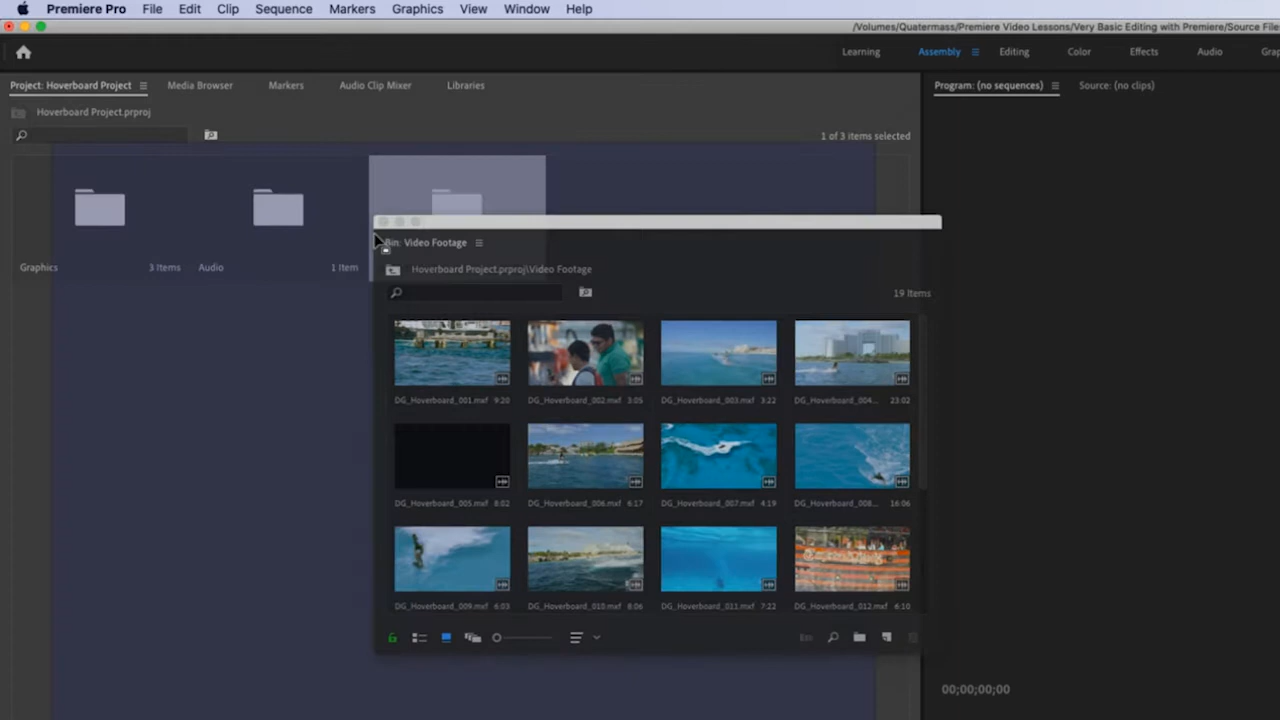 Premiere Pro File Edit Clip Sequence Markers Graphics View Window Help
/Volumes/Quatermass/Premiere Video Lessons/Very Basic Editing with Premiere/Source File
Learning Assembly Editing Color Effects Audio Grap
Project: Hoverboard Project Media Browser Markers Audio Clip Mixer Libraries
Program: (no sequences) Source: (no clips)
Hoverboard Project.prproj
1 of 3 items selected
Graphics 3 Items Audio 1 Item
Bin: Video Footage
Hoverboard Project.prproj\Video Footage
19 Items
DG_Hoverboard_001.mxf 9:20 DG_Hoverboard_002.mxf 3:05 DG_Hoverboard_003.mxf 3:22 DG_Hoverboard_004... 23:02
DG_Hoverboard_005.mxf 8:02 DG_Hoverboard_006.mxf 6:17 DG_Hoverboard_007.mxf 4:19 DG_Hoverboard_008... 16:06
DG_Hoverboard_009.mxf 6:03 DG_Hoverboard_010.mxf 8:06 DG_Hoverboard_011.mxf 7:22 DG_Hoverboard_012.mxf 6:10
00;00;00;00